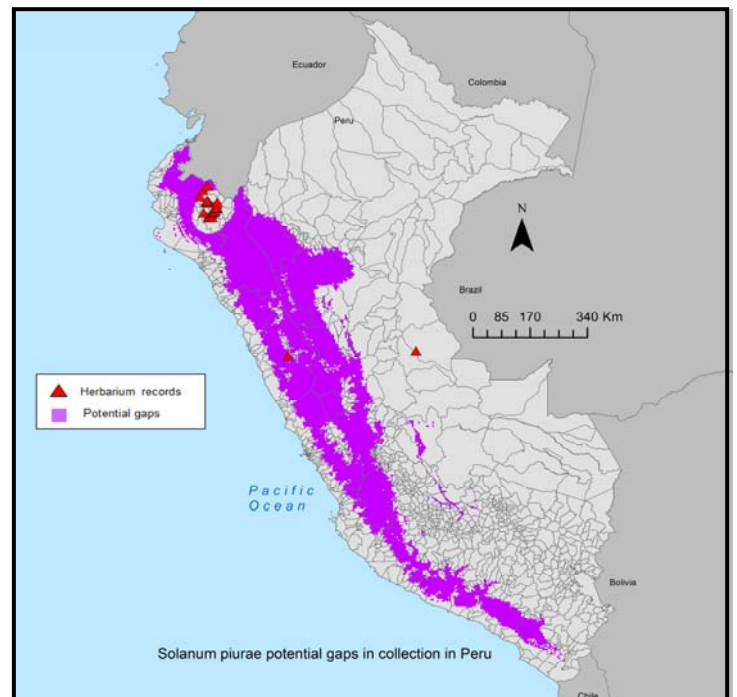 Ecuador
Colombia
Peru
N
Brazil
0 85 170 340 Km
Herbarium records
Potential gaps
Pacific
Ocean
Bolivia
Solanum piurae potential gaps in collection in Peru
Chile